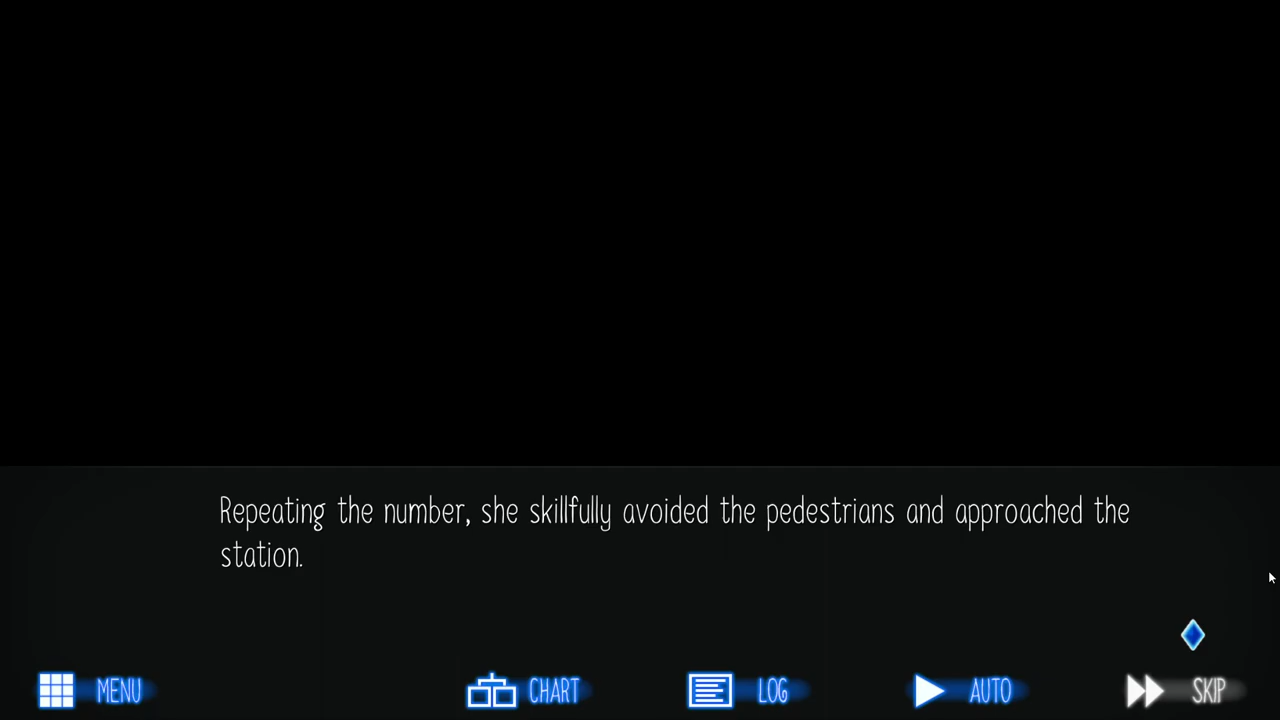 Repeating the number, she skillfully avoided the pedestrians and approached the
station.
MENU
CHART
LOG
AUTO
SKIP